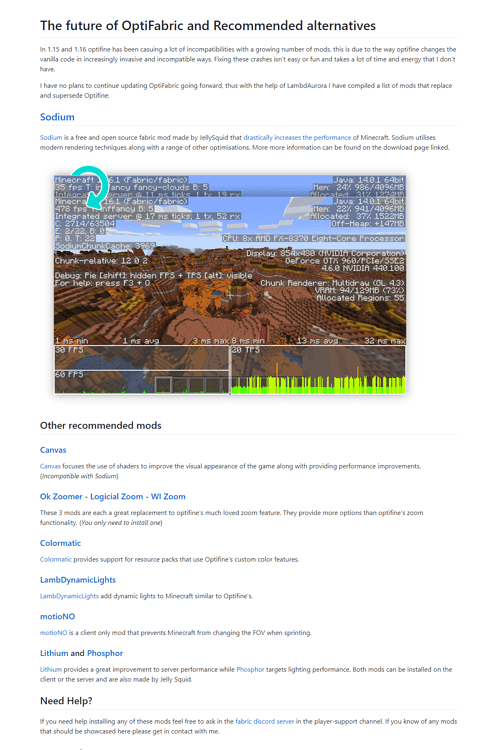 The future of OptiFabric and Recommended alternatives
In 1.15 and 1.16 optifine has been casuing a lot of incompatibilities with a growing number of mods, this is due to the way optifine changes the
vanilla code in increasingly invasive and incompatible ways. Fixing these crashes isn't easy or fun and takes a lot of time and energy that I don't
have.
I have no plans to continue updating OptiFabric going forward, thus with the help of LambdAurora I have compiled a list of mods that replace
and supersede Optifine:
Sodium
Sodium is a free and open source fabric mod made by JellySquid that drastically increases the performance of Minecraft. Sodium utilises
modern rendering techniques along with a range of other optimisations. More more information can be found on the download page linked.
Minecraft 6.1 (Fabric/fabric)
Java: 14.0.1 64bit
35 fps T: in ancy fancy-clouds B: 5
Mem: 24% 986/4096MB
Integrated server @ 11 ms ticks, 1 tx, 19 rx
Minecraft 6.1 (Fabric/fabric)
Java: 14.0.1 64bit
478 fps T: inffancy B: 5
Mem: 22% 941/4096MB
Integrated server @ 17 ms ticks, 1 tx, 52 rx
Allocated: 37% 1522MB
C: 2714/63504
Off-Heap: +147MB
E: 2/22, B: 0
P: 0. T: 22
CPU: 8x AMD FX-8370 Eight-Core Processor
SodiumChunkCache: 3969
Display: 854x480 (NVIDIA Corporation)
Chunk-relative: 12 0 2
GeForce GTX 960/PCIe/SSE2
4.6.0 NVIDIA 440.100
Debug: Pie [shift]: hidden FPS + TPS [alt]: visible
For help: press F3 + Q
Chunk Renderer: Multidraw (GL 4.3)
VRAM: 94/129MB (73%)
Allocated Regions: 55
1 ms min 1 ms avg 3 ms max 8 ms min 13 ms avg 32 ms max
30 FPS 20 TPS
60 FPS
Other recommended mods
Canvas
Canvas focuses the use of shaders to improve the visual appearance of the game along with providing performance improvements.
(Incompatible with Sodium)
Ok Zoomer - Logicial Zoom - WI Zoom
These 3 mods are each a great replacement to optifine's much loved zoom feature. They provide more options than optifine's zoom
functionality. (You only need to install one)
Colormatic
Colormatic provides support for resource packs that use Optifine's custom color features.
LambDynamicLights
LambDynamicLights add dynamic lights to Minecraft similar to Optifine's.
motioNO
motioNO is a client only mod that prevents Minecraft from changing the FOV when sprinting.
Lithium and Phosphor
Lithium provides a great improvement to server performance while Phosphor targets lighting performance. Both mods can be installed on the
client or the server and are also made by Jelly Squid.
Need Help?
If you need help installing any of these mods feel free to ask in the fabric discord server in the player-support channel. If you know of any mods
that should be showcased here please get in contact with me.